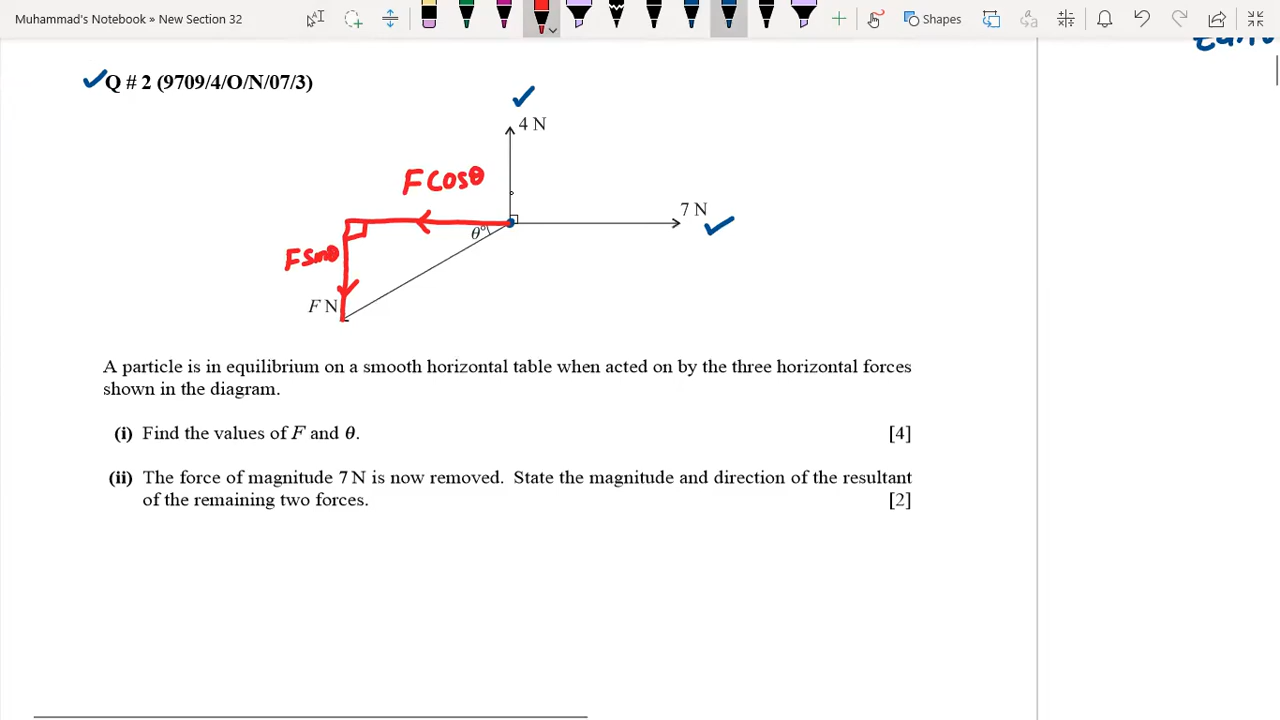 Muhammad's Notebook » New Section 32
Shapes
Q # 2 (9709/4/O/N/07/3)
4 N
F Cosθ
7 N
θ°
F Sinθ
F N
A particle is in equilibrium on a smooth horizontal table when acted on by the three horizontal forces
shown in the diagram.
(i) Find the values of F and θ. [4]
(ii) The force of magnitude 7 N is now removed. State the magnitude and direction of the resultant
of the remaining two forces. [2]